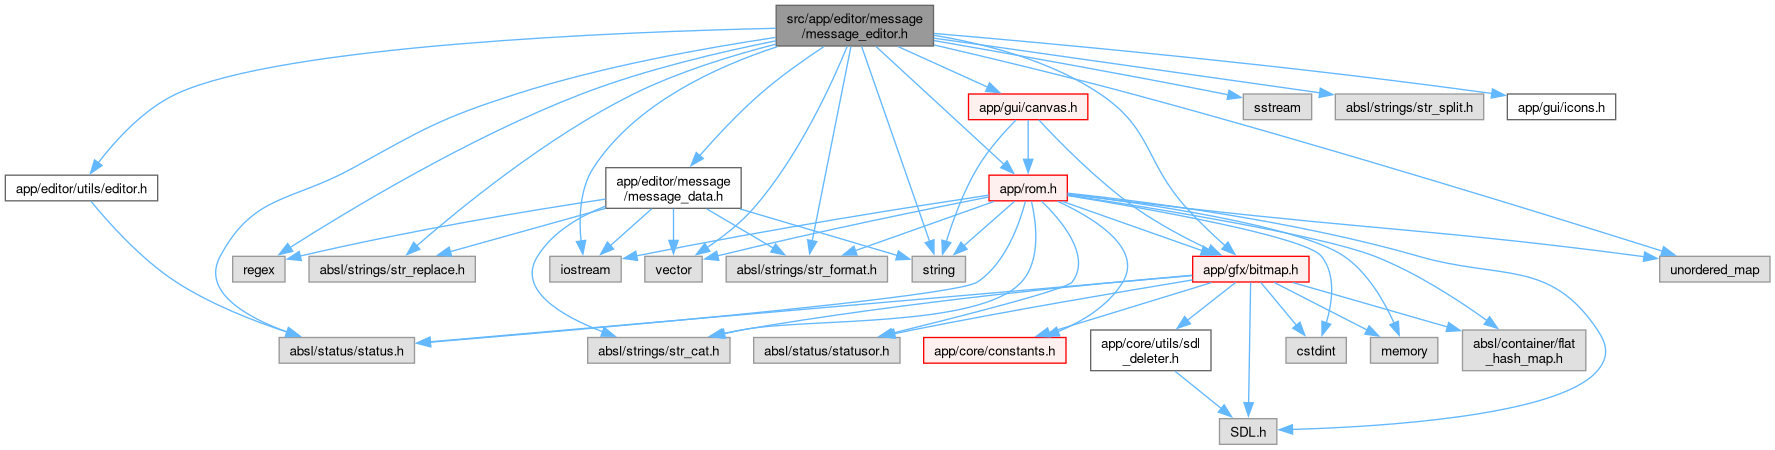 src/app/editor/message
/message_editor.h
app/gui/canvas.h
sstream
absl/strings/str_split.h
app/gui/icons.h
app/editor/utils/editor.h
app/editor/message
/message_data.h
app/rom.h
regex
absl/strings/str_replace.h
iostream
vector
absl/strings/str_format.h
string
app/gfx/bitmap.h
unordered_map
absl/status/status.h
absl/strings/str_cat.h
absl/status/statusor.h
app/core/constants.h
app/core/utils/sdl
_deleter.h
cstdint
memory
absl/container/flat
_hash_map.h
SDL.h